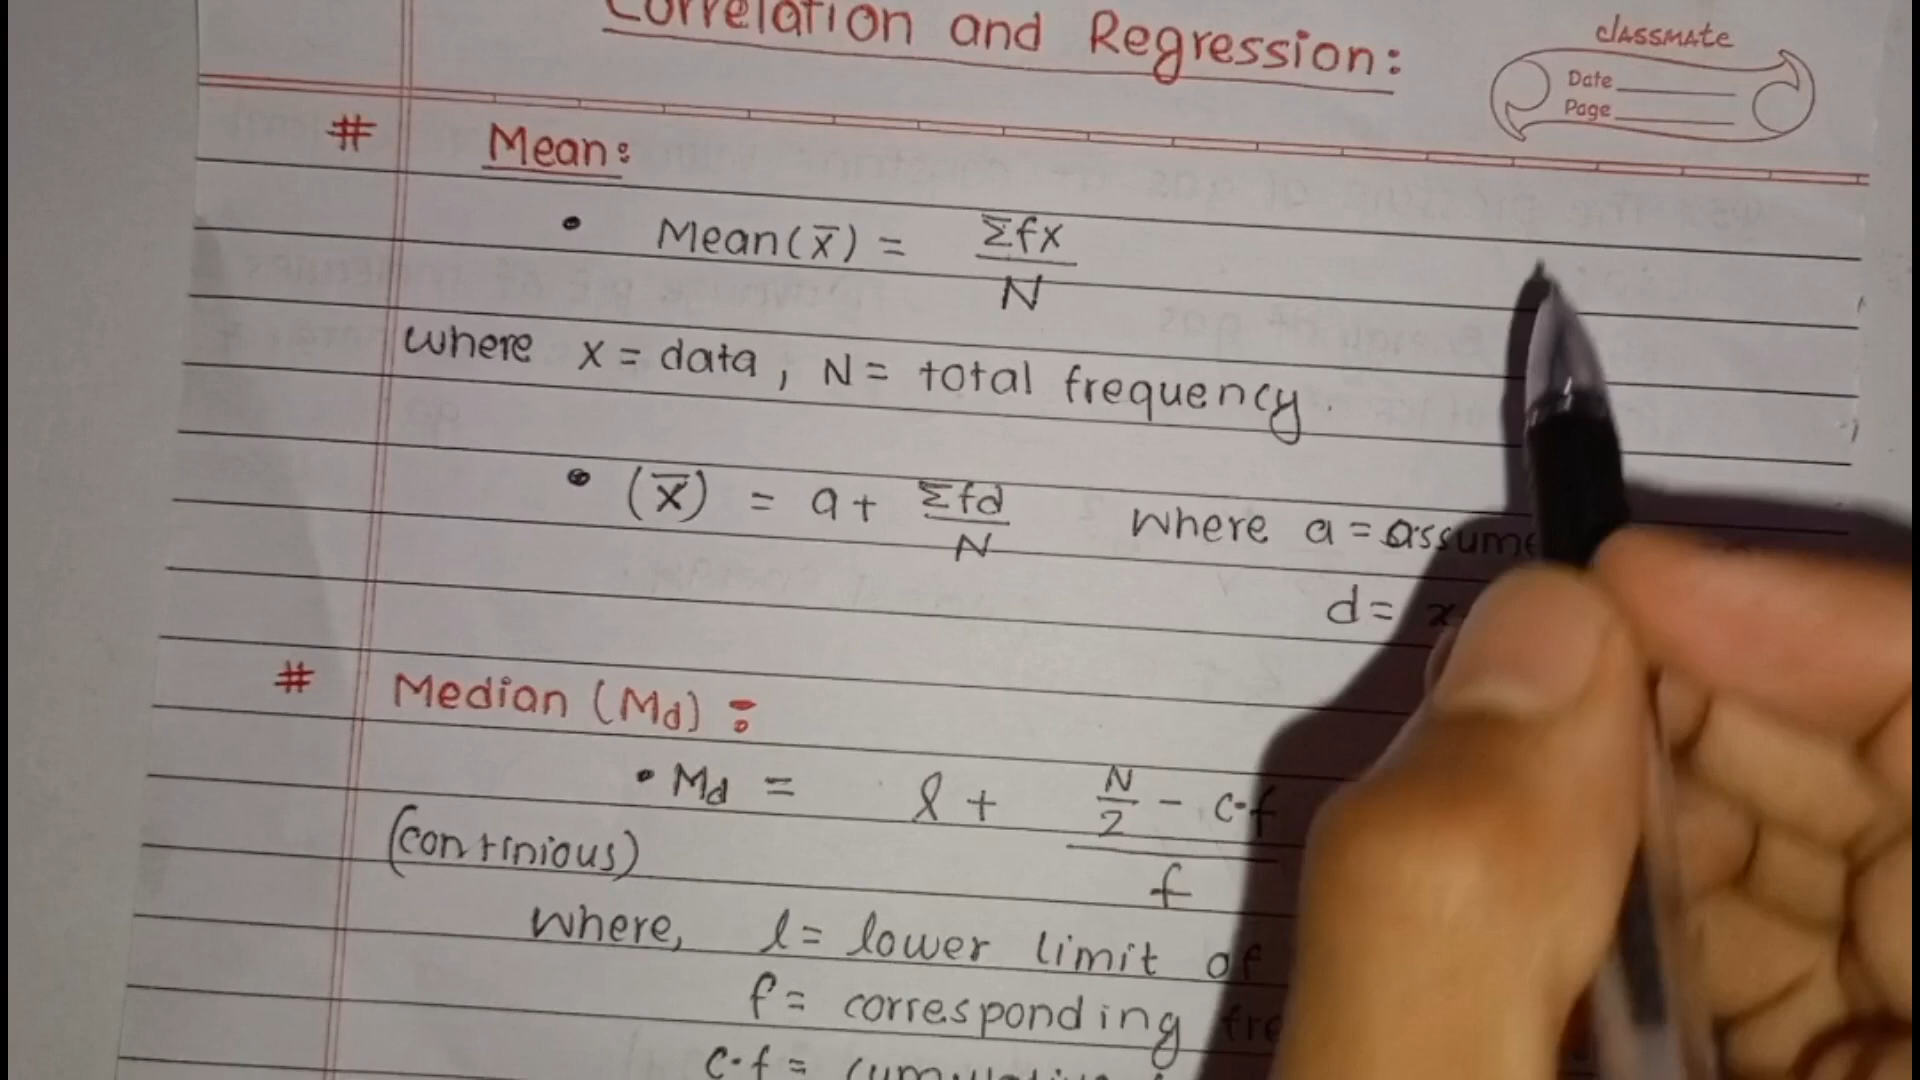 Correlation and Regression:
classmate
Date
Page
# Mean:
• Mean(x̄) = Σfx / N
where x = data, N = total frequency.
• (x̄) = a + Σfd / N where a = assume
d = x
# Median (Md) :
• Md = l + N/2 - c.f / f
(continious)
where, l = lower limit of
f = corresponding
c.f =